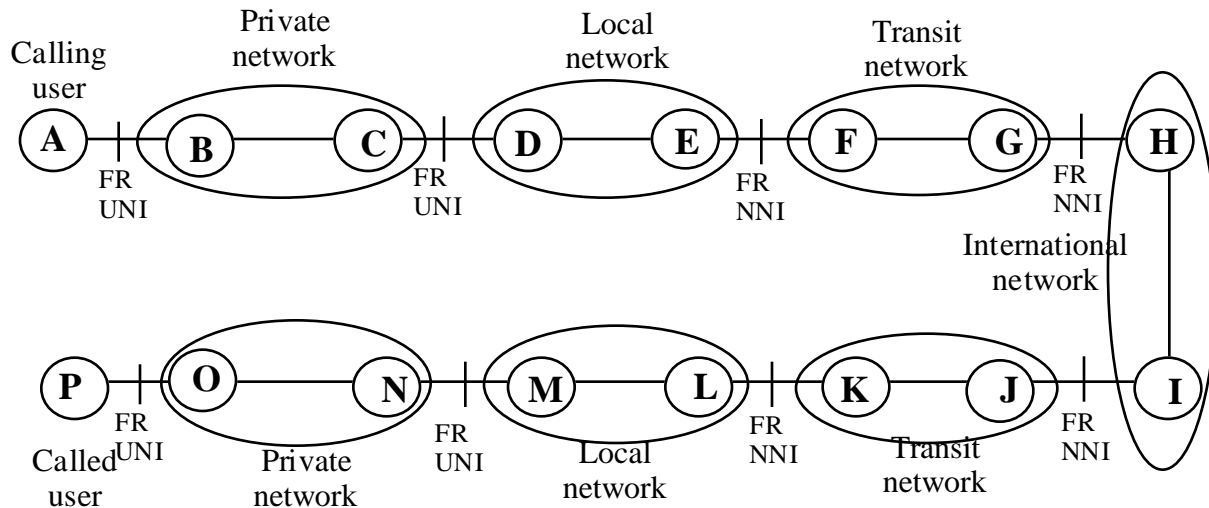 Private
network
Local
network
Transit
network
Calling
user
A
B
C
D
E
F
G
H
FR
UNI
FR
UNI
FR
NNI
FR
NNI
International
network
P
O
N
M
L
K
J
I
FR
UNI
FR
UNI
FR
NNI
FR
NNI
Called
user
Private
network
Local
network
Transit
network